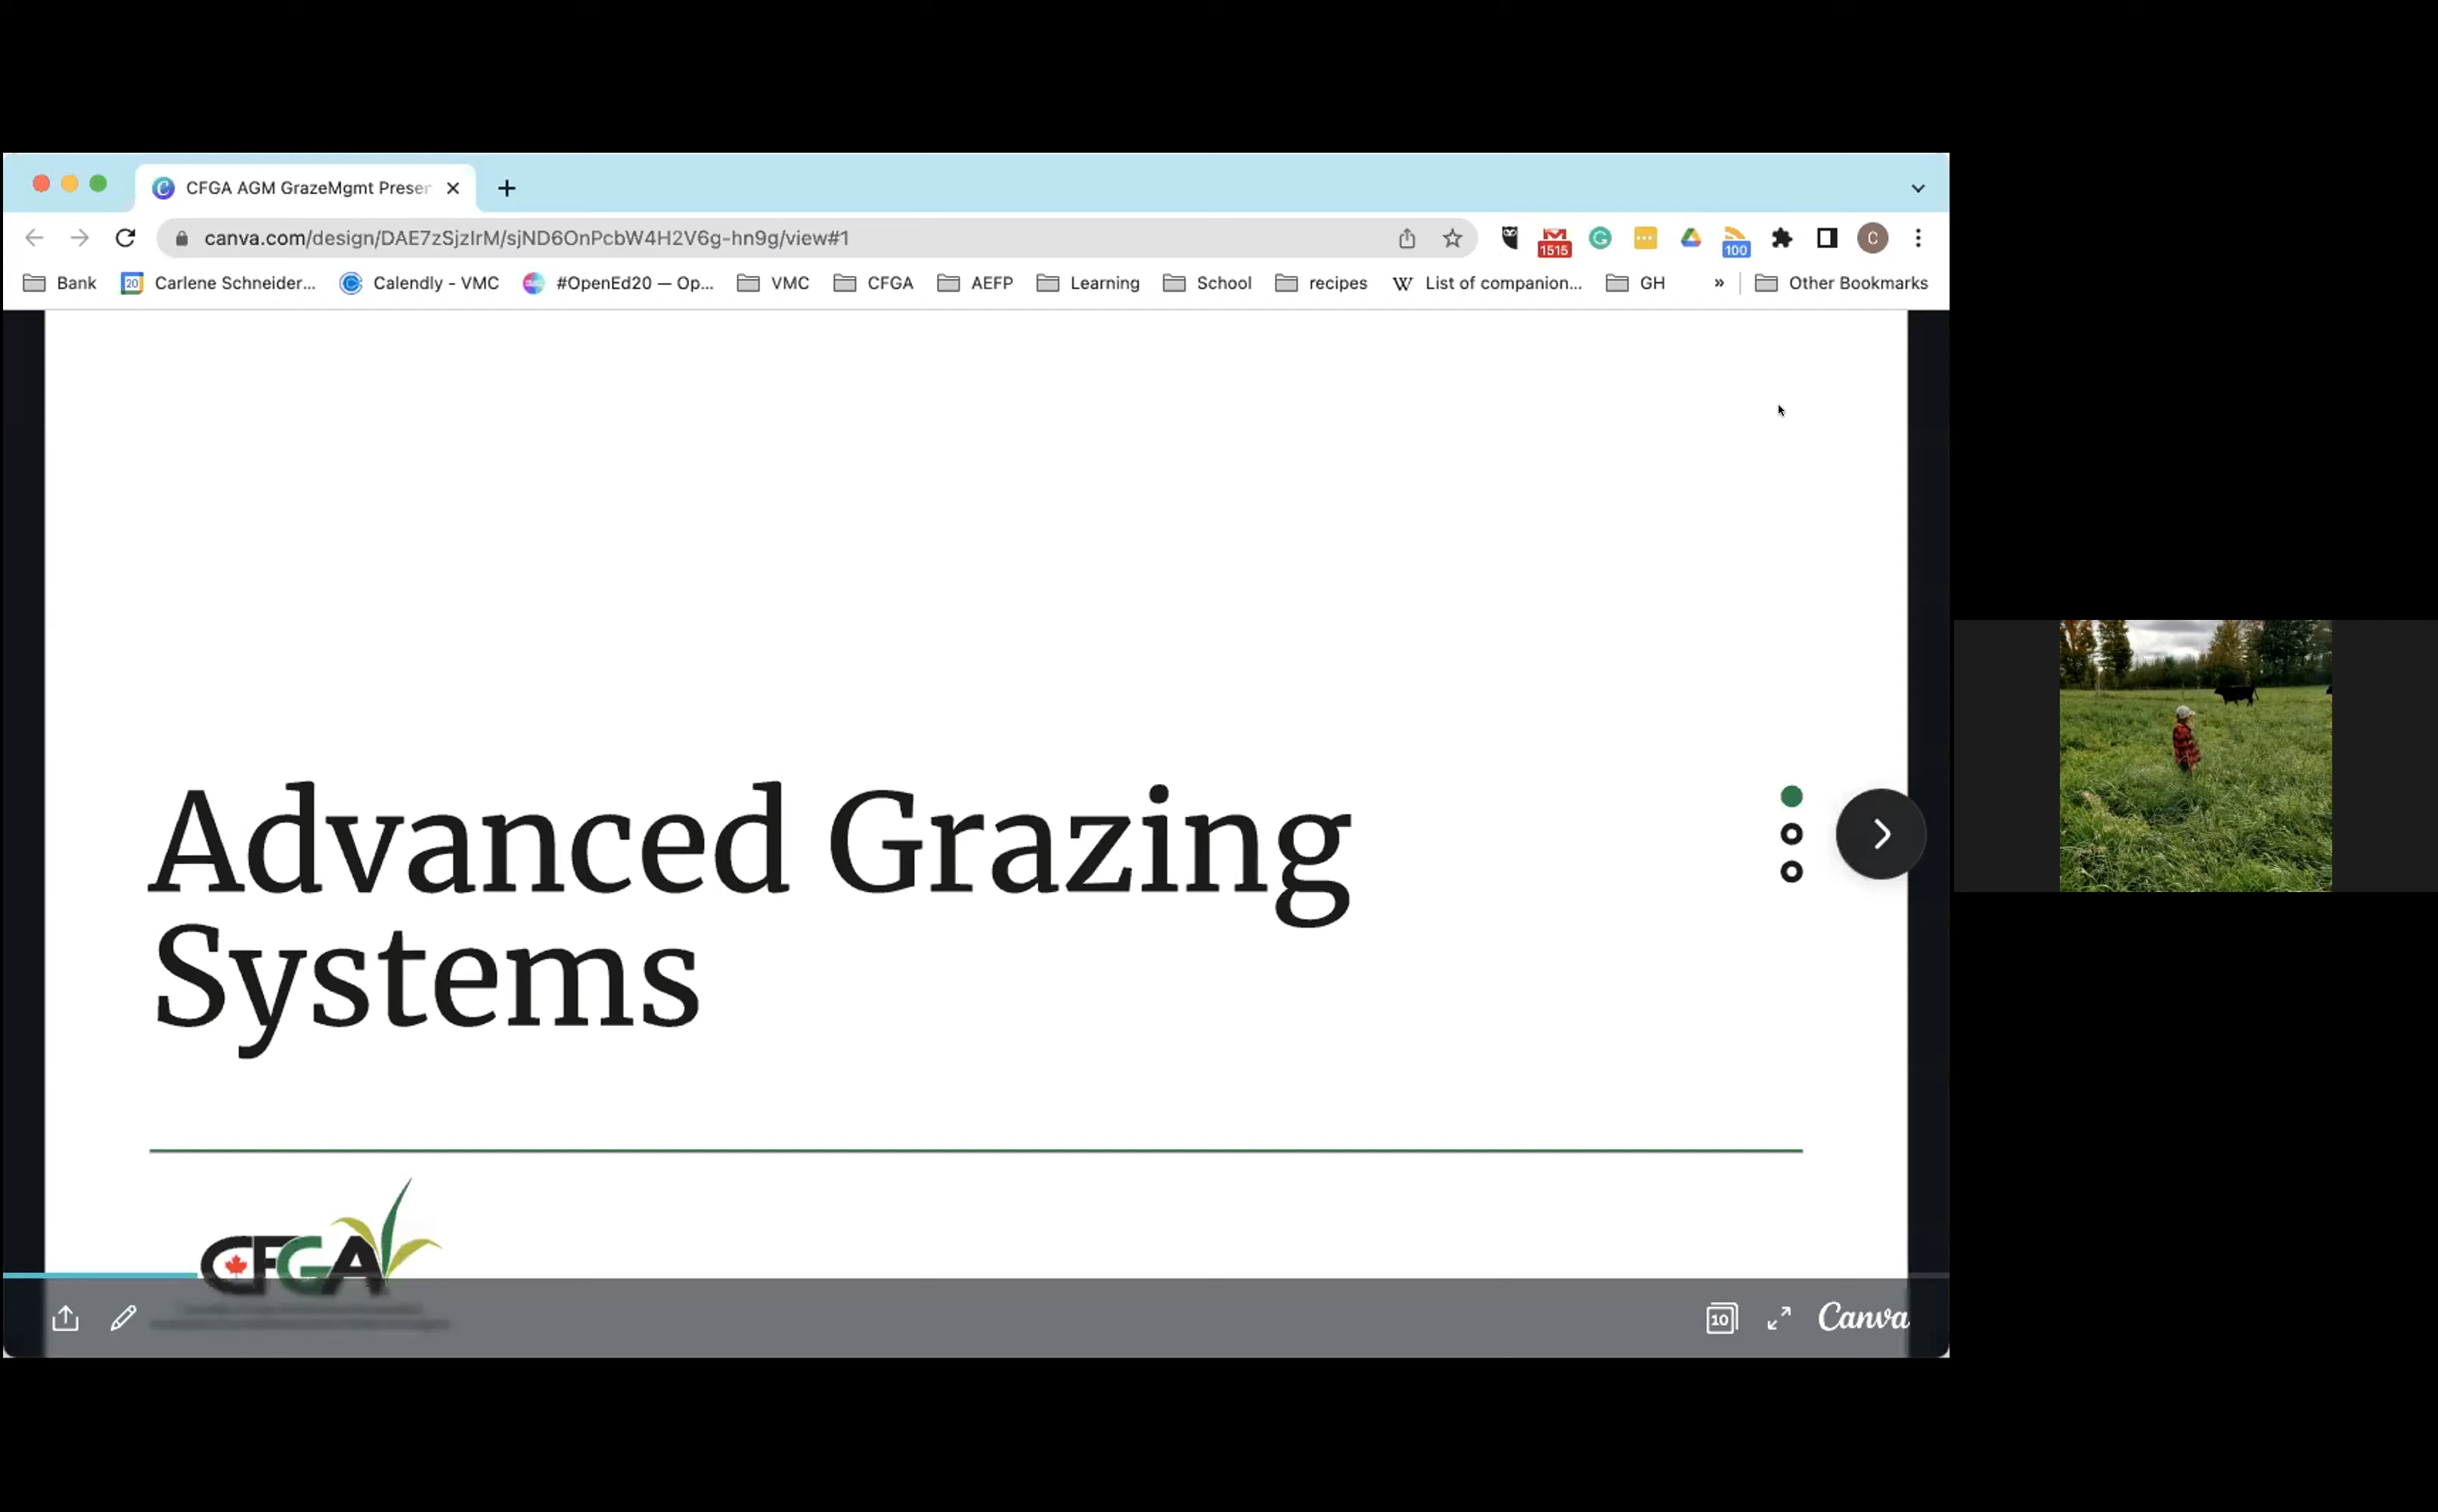 CFGA AGM GrazeMgmt Presen
canva.com/design/DAE7zSjzIrM/sjND6OnPcbW4H2V6g-hn9g/view#1
1515
100
C
Bank
20
Carlene Schneider...
Calendly - VMC
#OpenEd20 — Op...
VMC
CFGA
AEFP
Learning
School
recipes
W
List of companion...
GH
»
Other Bookmarks
Advanced Grazing
Systems
CFGA
10
Canva